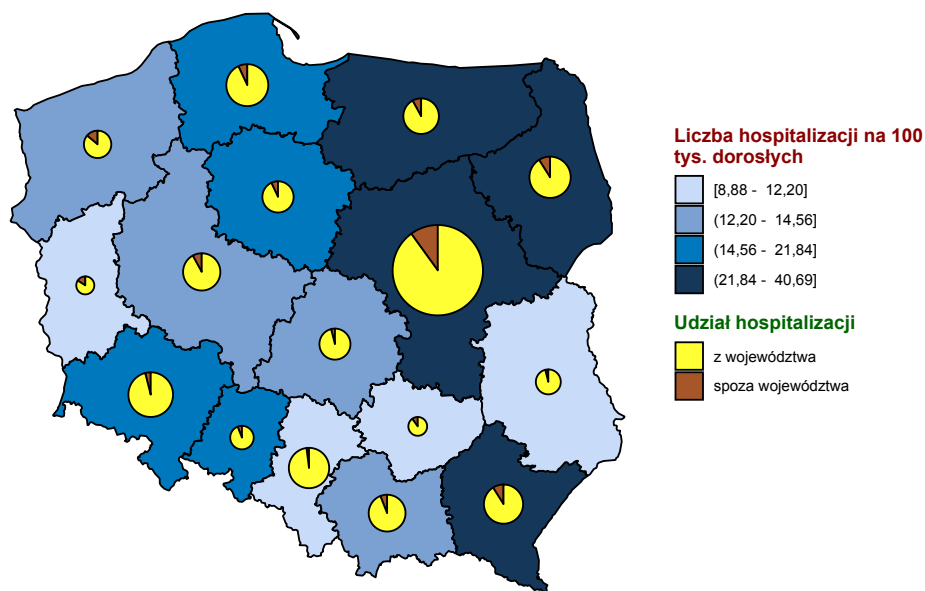 Liczba hospitalizacji na 100
tys. dorosłych
[8,88 - 12,20]
(12,20 - 14,56]
(14,56 - 21,84]
(21,84 - 40,69]
Udział hospitalizacji
z województwa
spoza województwa